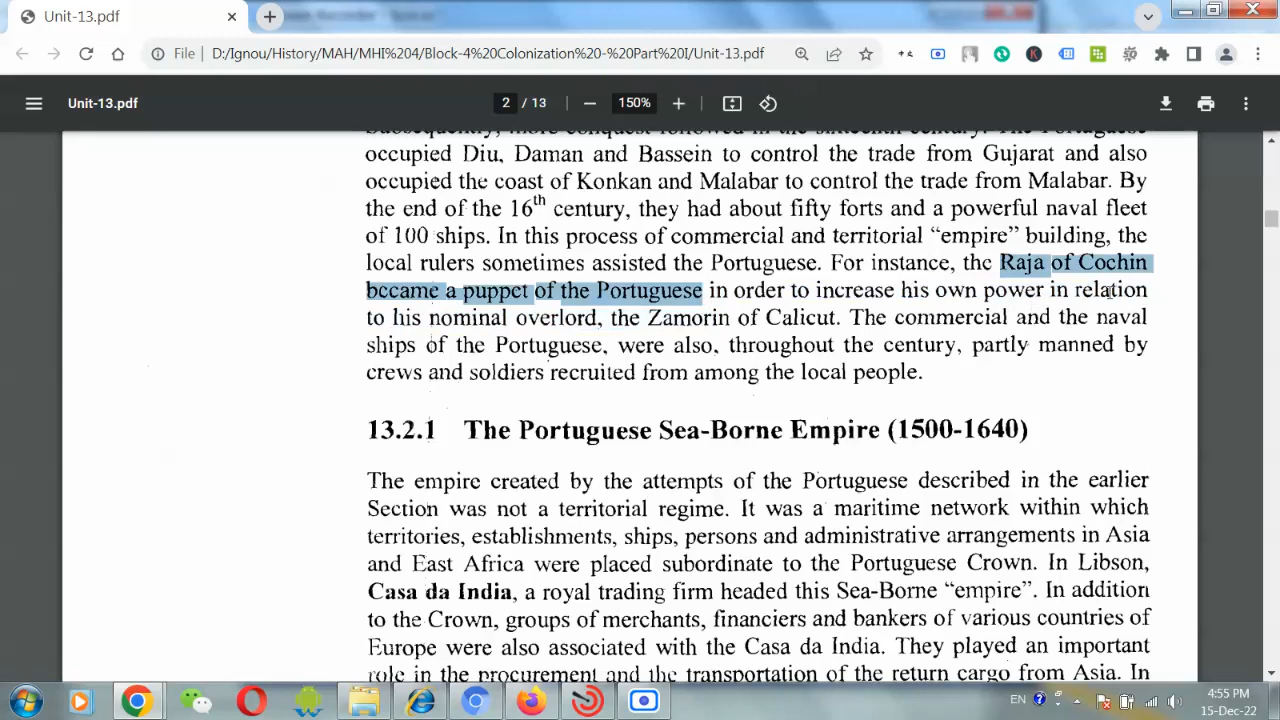 Unit-13.pdf
File | D:/Ignou/History/MAH/MHI%204/Block-4%20Colonization%20-%20Part%20I/Unit-13.pdf
Unit-13.pdf
2 / 13
150%
Subsequently, more conquest followed in the sixteenth century. The Portuguese
occupied Diu, Daman and Bassein to control the trade from Gujarat and also
occupied the coast of Konkan and Malabar to control the trade from Malabar. By
the end of the 16th century, they had about fifty forts and a powerful naval fleet
of 100 ships. In this process of commercial and territorial “empire” building, the
local rulers sometimes assisted the Portuguese. For instance, the Raja of Cochin
became a puppet of the Portuguese in order to increase his own power in relation
to his nominal overlord, the Zamorin of Calicut. The commercial and the naval
ships of the Portuguese, were also, throughout the century, partly manned by
crews and soldiers recruited from among the local people.
13.2.1 The Portuguese Sea-Borne Empire (1500-1640)
The empire created by the attempts of the Portuguese described in the earlier
Section was not a territorial regime. It was a maritime network within which
territories, establishments, ships, persons and administrative arrangements in Asia
and East Africa were placed subordinate to the Portuguese Crown. In Libson,
Casa da India, a royal trading firm headed this Sea-Borne “empire”. In addition
to the Crown, groups of merchants, financiers and bankers of various countries of
Europe were also associated with the Casa da India. They played an important
role in the procurement and the transportation of the return cargo from Asia. In
EN
4:55 PM
15-Dec-22